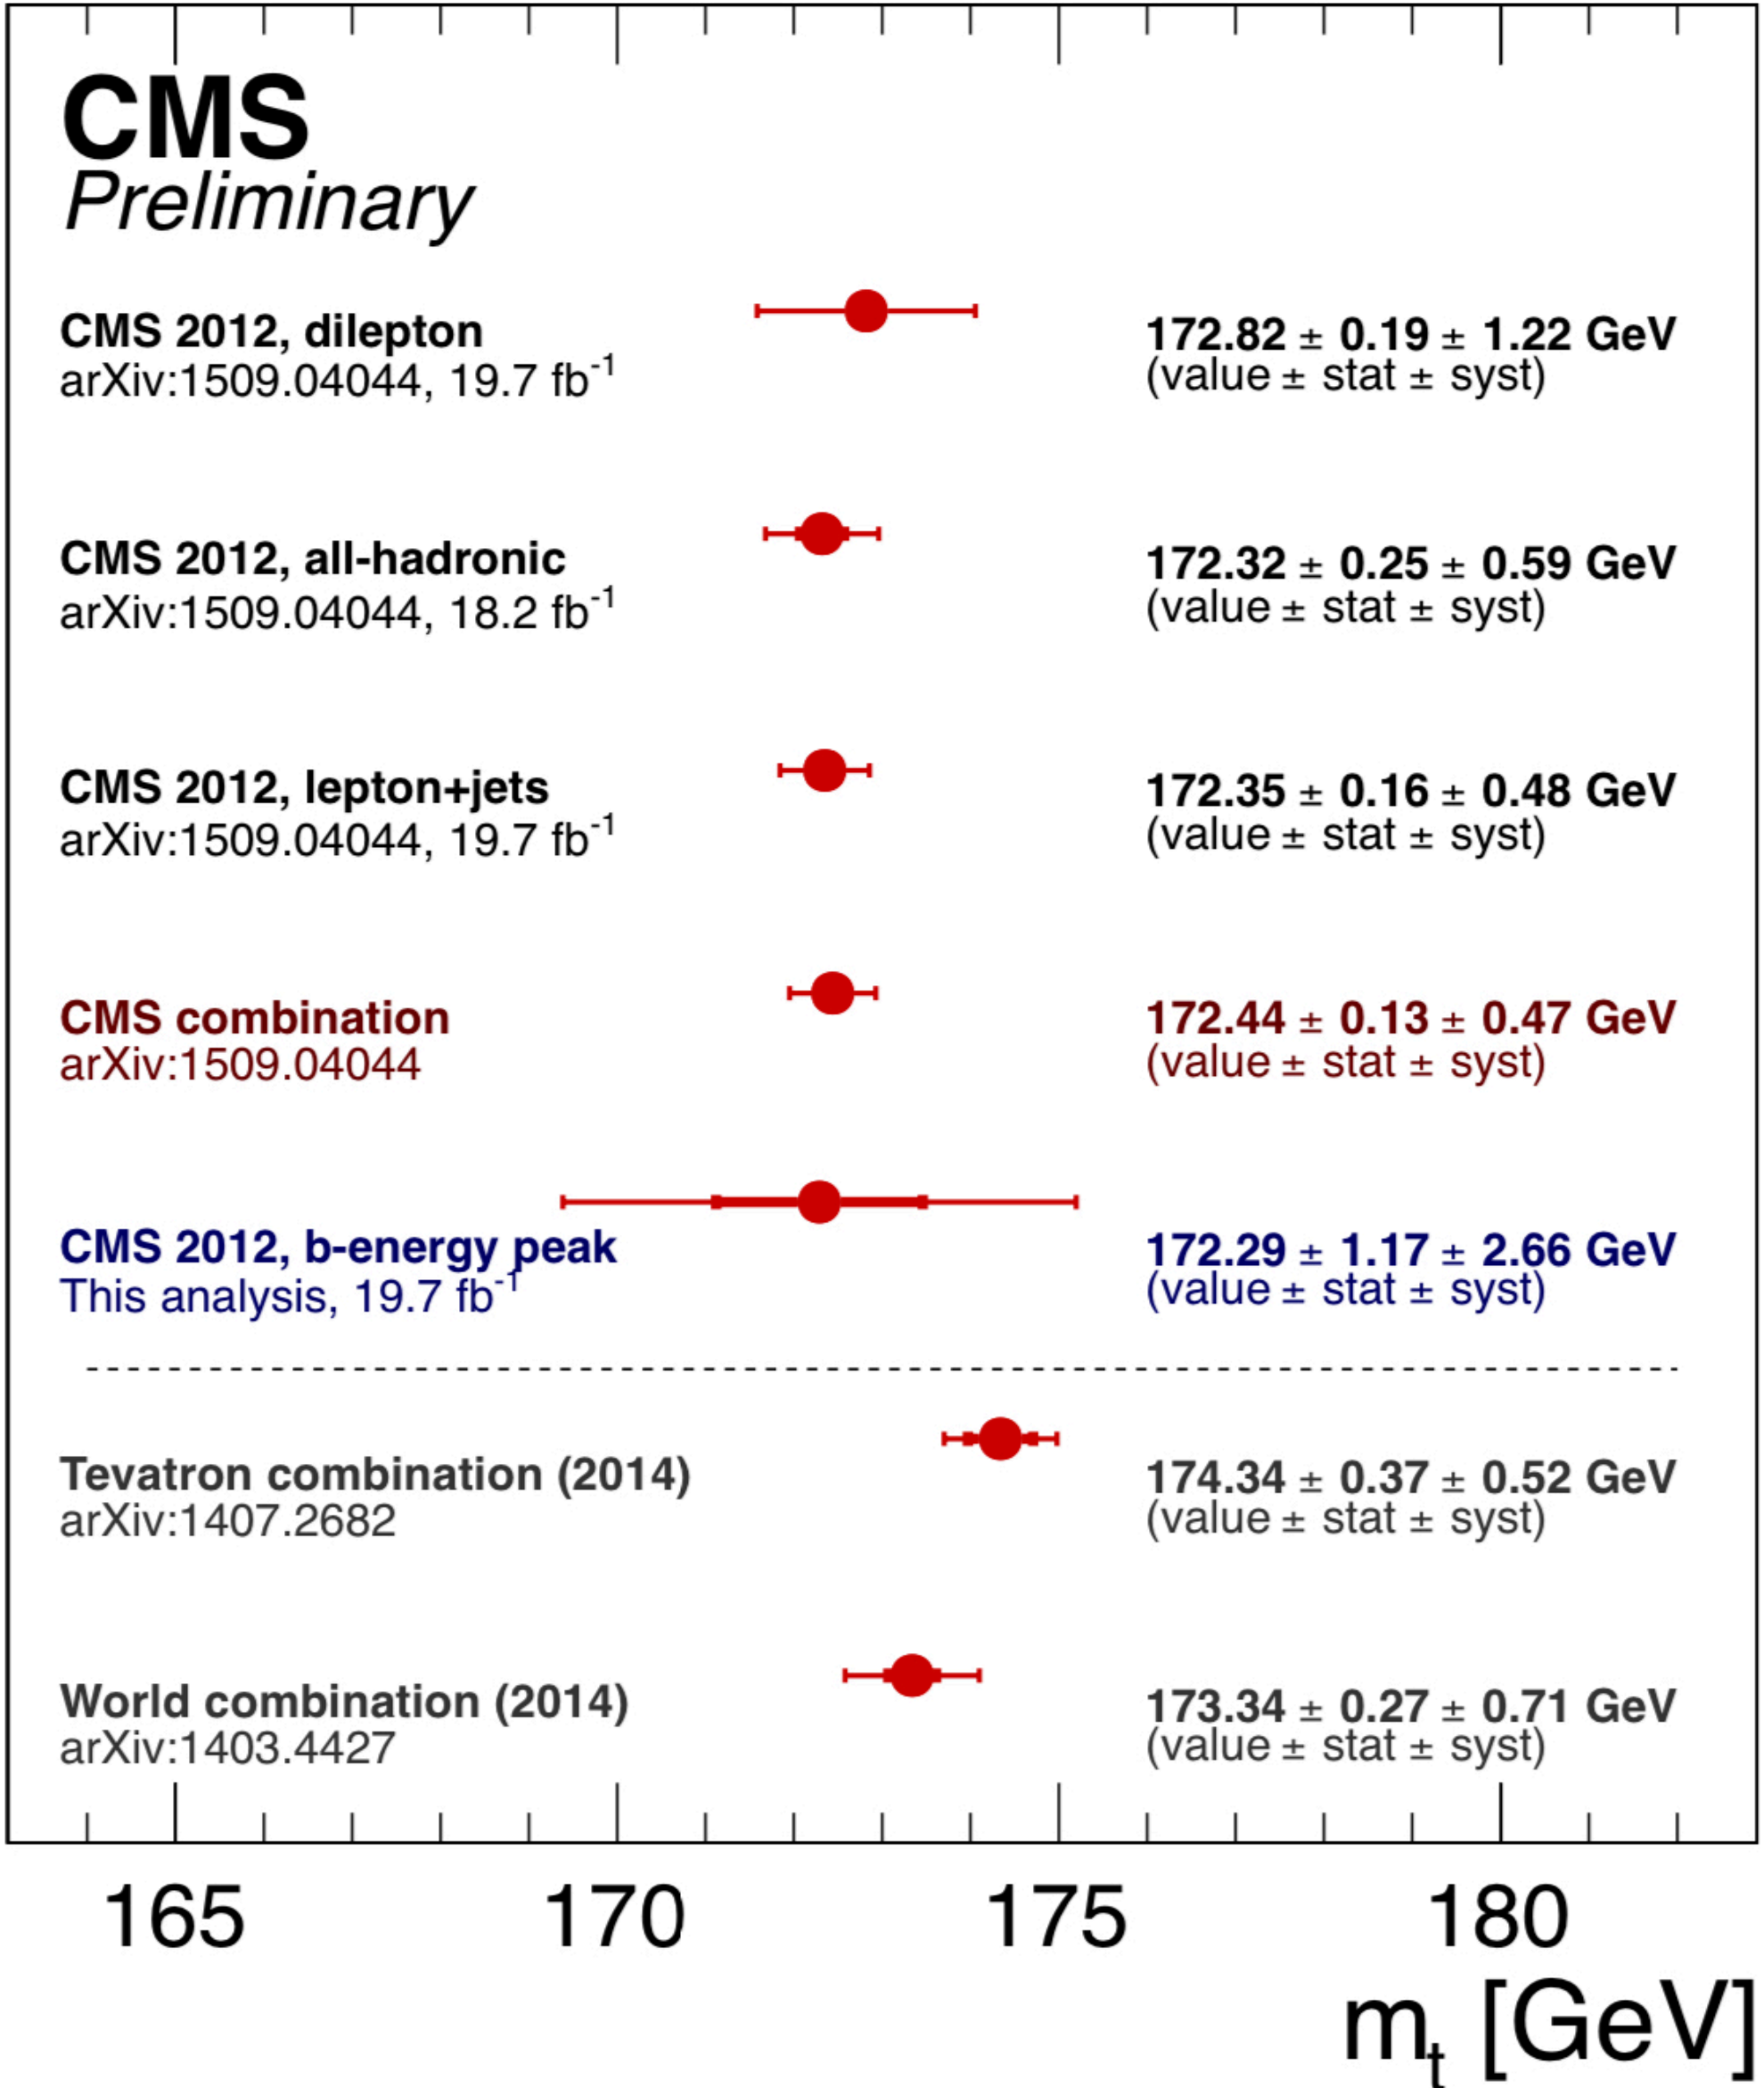 CMS
Preliminary
CMS 2012, dilepton
arXiv:1509.04044, 19.7 fb⁻¹
172.82 ± 0.19 ± 1.22 GeV
(value ± stat ± syst)
CMS 2012, all-hadronic
arXiv:1509.04044, 18.2 fb⁻¹
172.32 ± 0.25 ± 0.59 GeV
(value ± stat ± syst)
CMS 2012, lepton+jets
arXiv:1509.04044, 19.7 fb⁻¹
172.35 ± 0.16 ± 0.48 GeV
(value ± stat ± syst)
CMS combination
arXiv:1509.04044
172.44 ± 0.13 ± 0.47 GeV
(value ± stat ± syst)
CMS 2012, b-energy peak
This analysis, 19.7 fb⁻¹
172.29 ± 1.17 ± 2.66 GeV
(value ± stat ± syst)
Tevatron combination (2014)
arXiv:1407.2682
174.34 ± 0.37 ± 0.52 GeV
(value ± stat ± syst)
World combination (2014)
arXiv:1403.4427
173.34 ± 0.27 ± 0.71 GeV
(value ± stat ± syst)
165 170 175 180
mₜ [GeV]